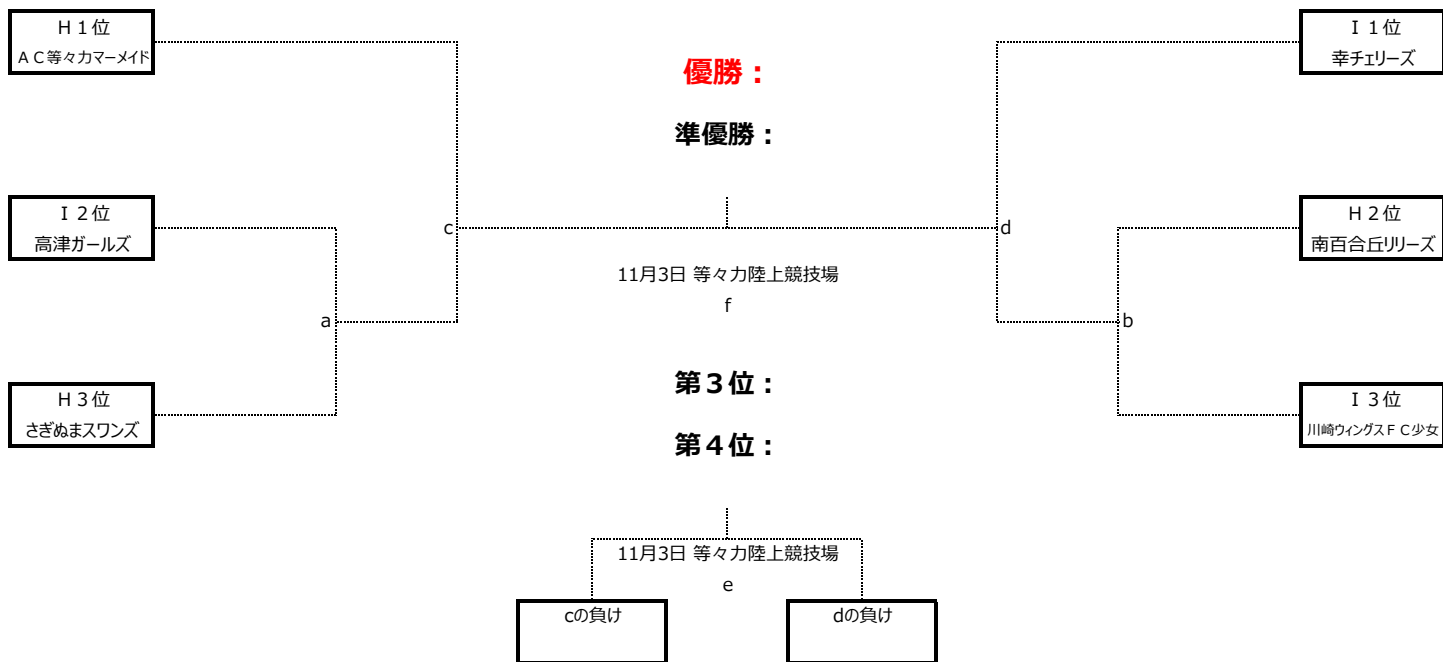 H１位
ＡＣ等々力マーメイド
I １位
幸チェリーズ
優勝：
準優勝：
I ２位
高津ガールズ
c
d
H２位
南百合丘リリーズ
11月3日 等々力陸上競技場
f
a
b
第３位：
H３位
さぎぬまスワンズ
I ３位
川崎ウィングスＦＣ少女
第４位：
11月3日 等々力陸上競技場
e
cの負け
dの負け